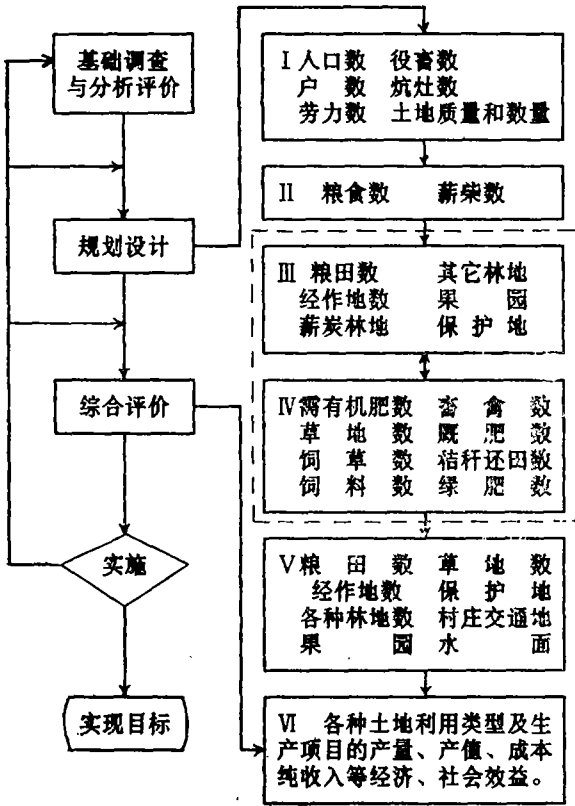 基础调查
与分析评价
规划设计
综合评价
实施
实现目标
Ⅰ 人口数 役畜数
户 数 炕灶数
劳力数 土地质量和数量
Ⅱ 粮食数 薪柴数
Ⅲ 粮田数 其它林地
经作地数 果 园
薪炭林地 保 护 地
Ⅳ需有机肥数 畜 禽 数
草 地 数 厩 肥 数
饲 草 数 秸秆还田数
饲 料 数 绿 肥 数
Ⅴ粮 田 数 草 地 数
经作地数 保 护 地
各种林地数 村庄交通地
果 园 水 面
Ⅵ 各种土地利用类型及生
产项目的产量、产值、成本
纯收入等经济、社会效益。